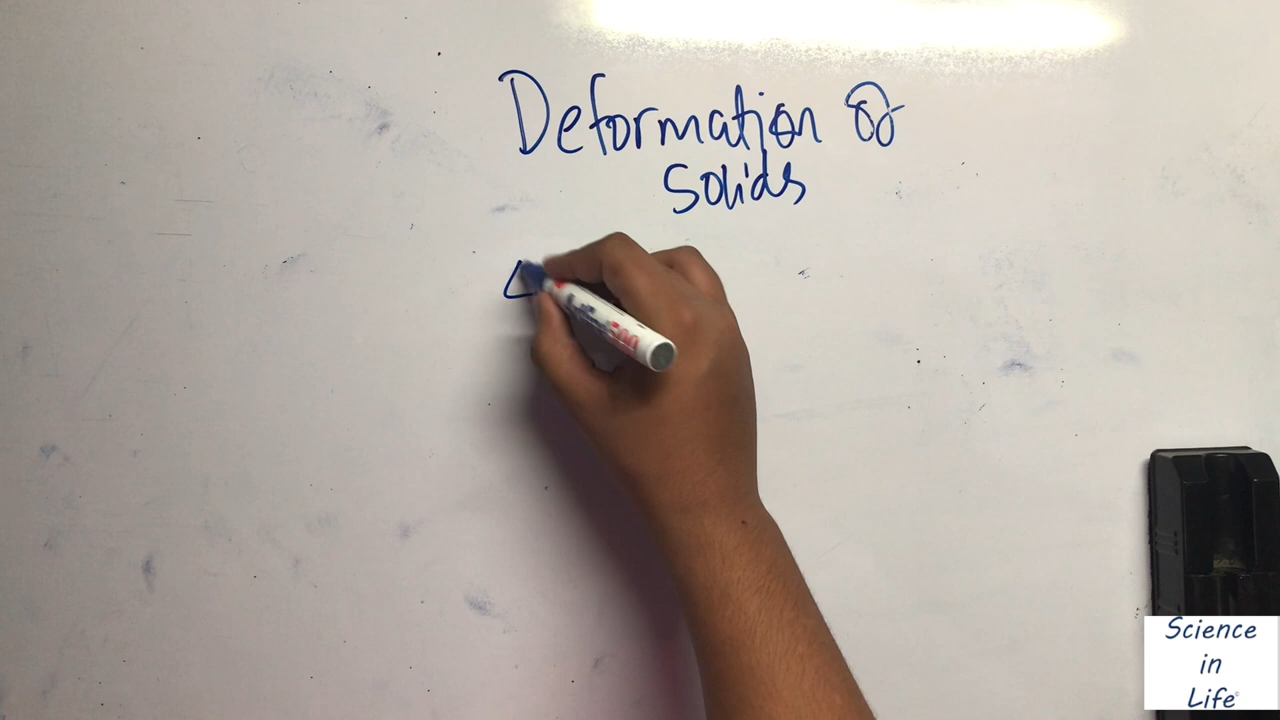 Deformation of
Solids
Science
in
Life